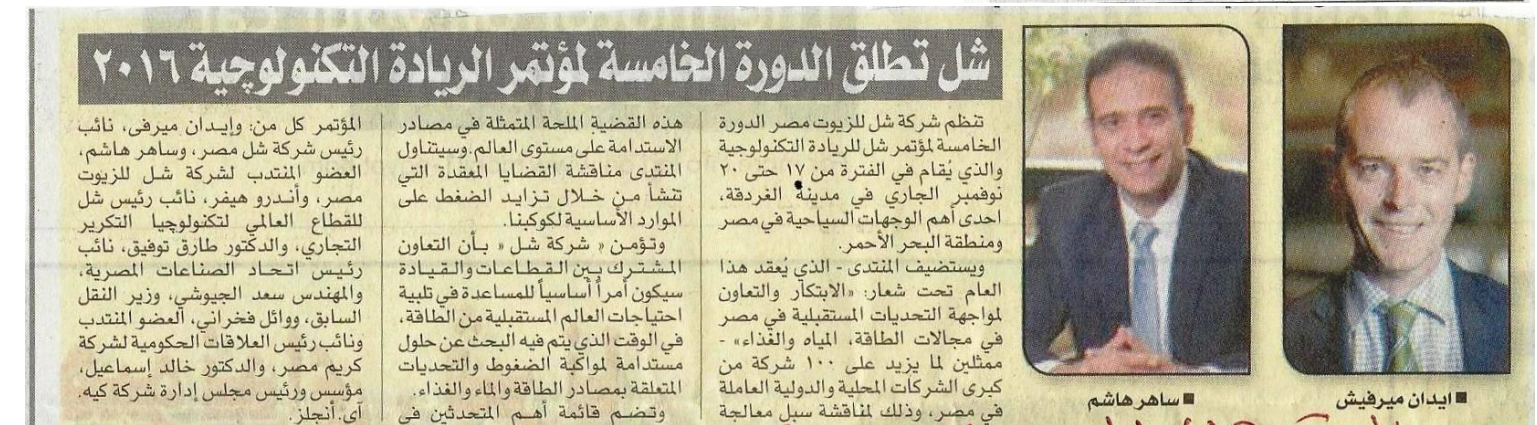 شل تطلق الدورة الخامسة لمؤتمر الريادة التكنولوجية ٢٠١٦
تنظم شركة شل للزيوت مصر الدورة
الخامسة لمؤتمر شل للريادة التكنولوجية
والذي يُقام في الفترة من ١٧ حتى ٢٠
نوفمبر الجاري في مدينة الغردقة،
احدى أهم الوجهات السياحية في مصر
ومنطقة البحر الأحمر.
ويستضيف المنتدى - الذي يُعقد هذا
العام تحت شعار: «الابتكار والتعاون
لمواجهة التحديات المستقبلية في مصر
في مجالات الطاقة، المياه والغذاء» -
ممثلين لما يزيد على ١٠٠ شركة من
كبرى الشركات المحلية والدولية العاملة
في مصر، وذلك لمناقشة سبل معالجة
هذه القضية الملحة المتمثلة في مصادر
الاستدامة على مستوى العالم.وسيتناول
المنتدى مناقشة القضايا المعقدة التي
تنشأ من خلال تزايد الضغط على
الموارد الأساسية لكوكبنا.
وتؤمن « شركة شل « بأن التعاون
المشترك بين القطاعات والقيادة
سيكون أمراً أساسياً للمساعدة في تلبية
احتياجات العالم المستقبلية من الطاقة،
في الوقت الذي يتم فيه البحث عن حلول
مستدامة لمواكبة الضغوط والتحديات
المتعلقة بمصادر الطاقة والماء والغذاء.
وتضم قائمة أهم المتحدثين في
المؤتمر كل من: وإيدان ميرفى، نائب
رئيس شركة شل مصر، وساهر هاشم،
العضو المنتدب لشركة شل للزيوت
مصر، وأندرو هيفر، نائب رئيس شل
للقطاع العالمي لتكنولوچيا التكرير
التجاري، والدكتور طارق توفيق، نائب
رئيس اتحاد الصناعات المصرية،
والمهندس سعد الجيوشي، وزير النقل
السابق، ووائل فخراني، العضو المنتدب
ونائب رئيس العلاقات الحكومية لشركة
كريم مصر، والدكتور خالد إسماعيل،
مؤسس ورئيس مجلس إدارة شركة كيه.
آي.أنجلز.
■ ايدان ميرفيش
■ ساهر هاشم